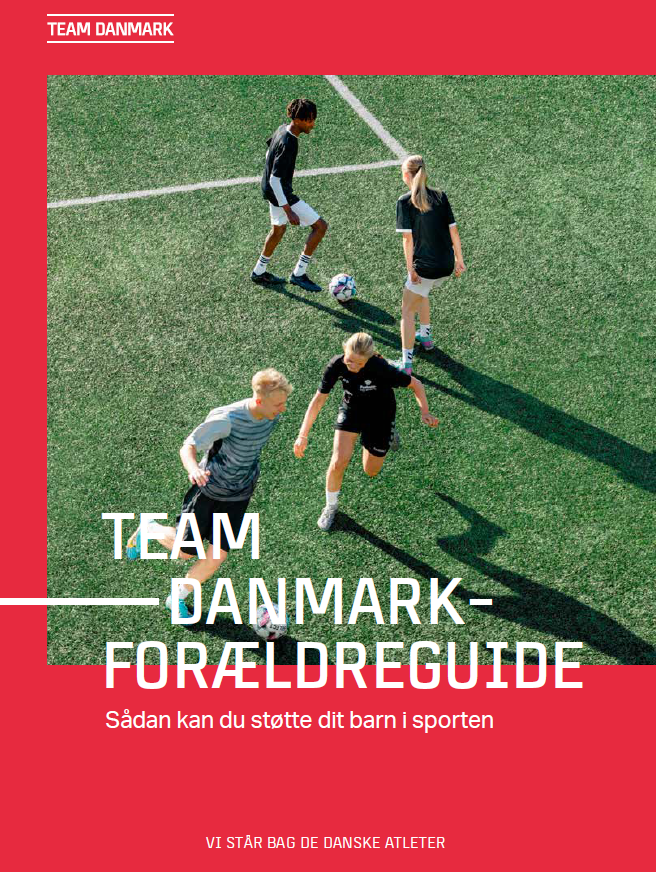 TEAM DANMARK
TEAM
DANMARK-
FORÆLDREGUIDE
Sådan kan du støtte dit barn i sporten
VI STÅR BAG DE DANSKE ATLETER